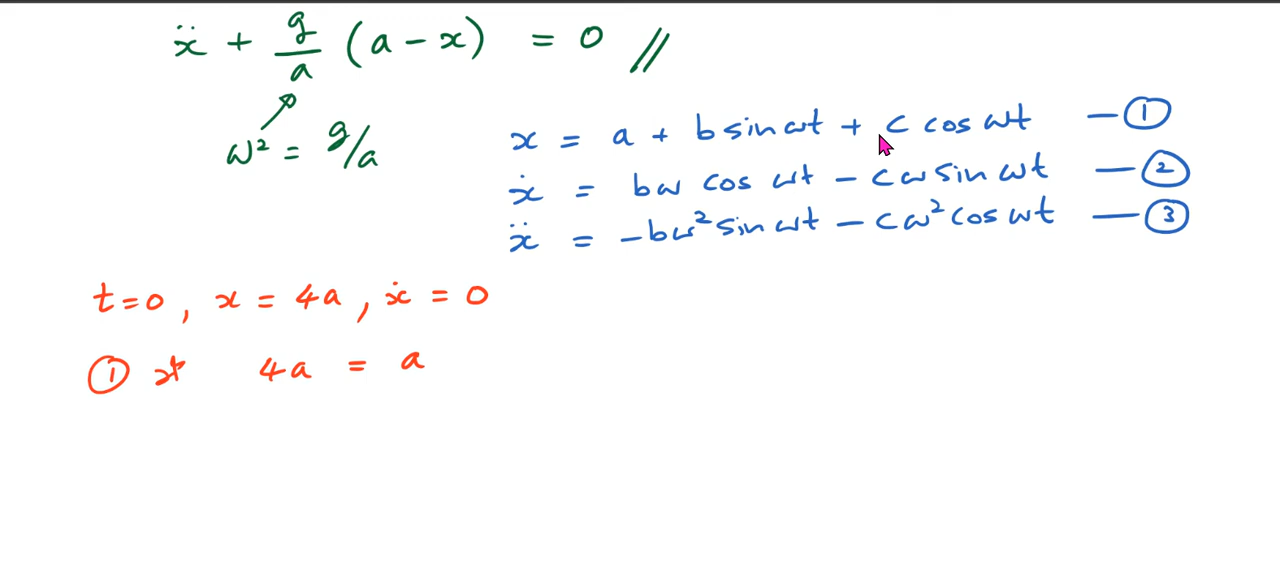 ẍ + g/a (a - x) = 0 //
ω² = g/a
x = a + b sin ωt + c cos ωt — ①
ẋ = bω cos ωt - cω sin ωt — ②
ẍ = -bω² sin ωt - cω² cos ωt — ③
t=0, x = 4a, ẋ = 0
① 4a = a